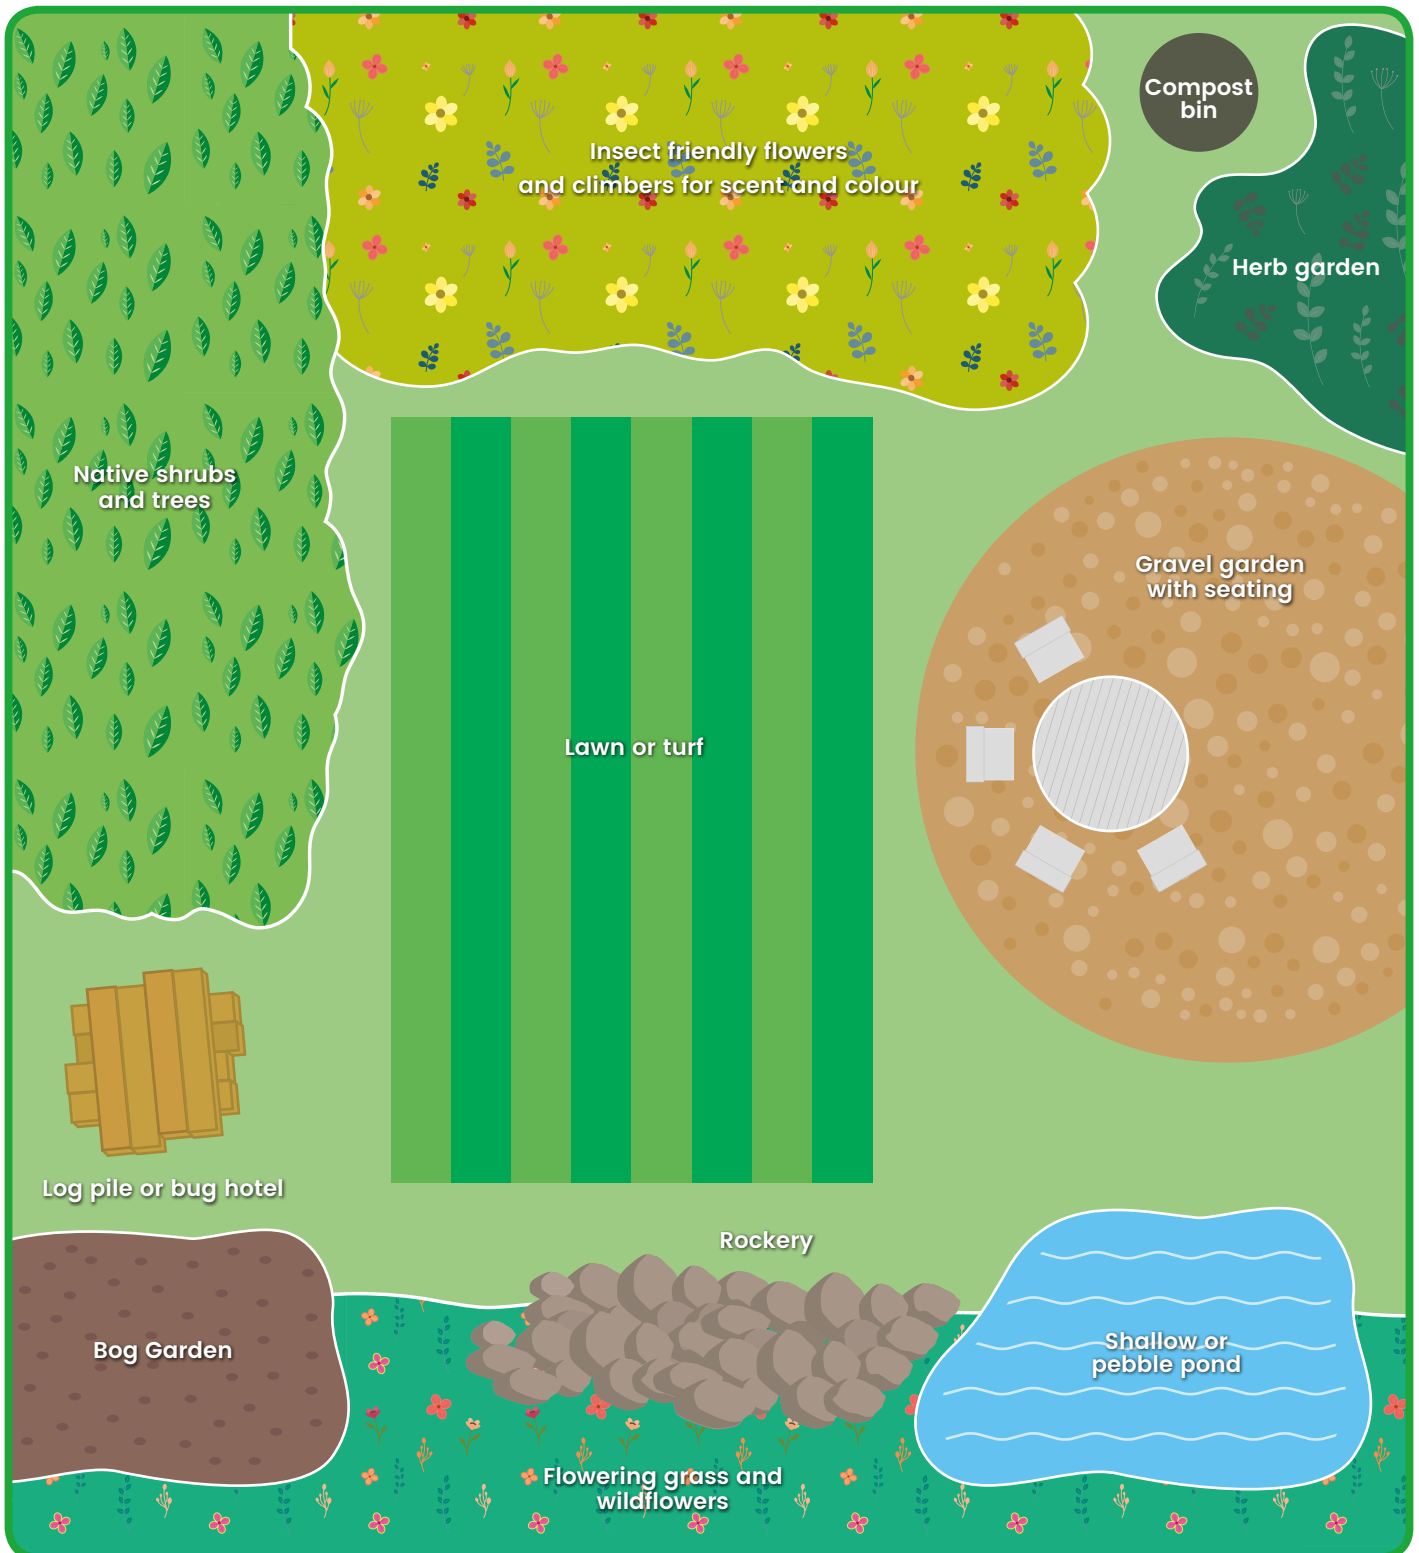 Compost
bin
Insect friendly flowers
and climbers for scent and colour
Herb garden
Native shrubs
and trees
Gravel garden
with seating
Lawn or turf
Log pile or bug hotel
Rockery
Bog Garden
Shallow or
pebble pond
Flowering grass and
wildflowers